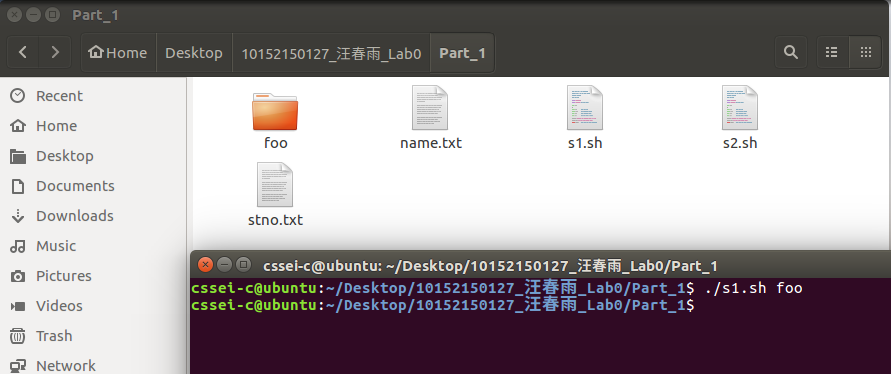 Part_1
Home Desktop 10152150127_汪春雨_Lab0 Part_1
Recent
Home
Desktop
Documents
Downloads
Music
Pictures
Videos
Trash
Network
foo name.txt s1.sh s2.sh
stno.txt
cssei-c@ubuntu: ~/Desktop/10152150127_汪春雨_Lab0/Part_1
cssei-c@ubuntu:~/Desktop/10152150127_汪春雨_Lab0/Part_1$ ./s1.sh foo
cssei-c@ubuntu:~/Desktop/10152150127_汪春雨_Lab0/Part_1$